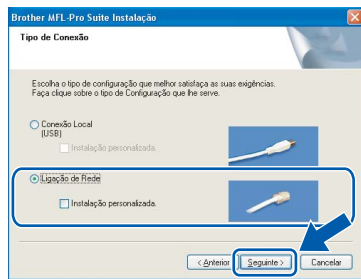 Brother MFL-Pro Suite Instalação
Tipo de Conexão
Escolha o tipo de configuração que melhor satisfaça as suas exigências.
Faça clique sobre o tipo de Configuração que lhe serve.
Conexão Local
(USB)
Instalação personalizada.
Ligação de Rede
Instalação personalizada.
< Anterior
Seguinte >
Cancelar